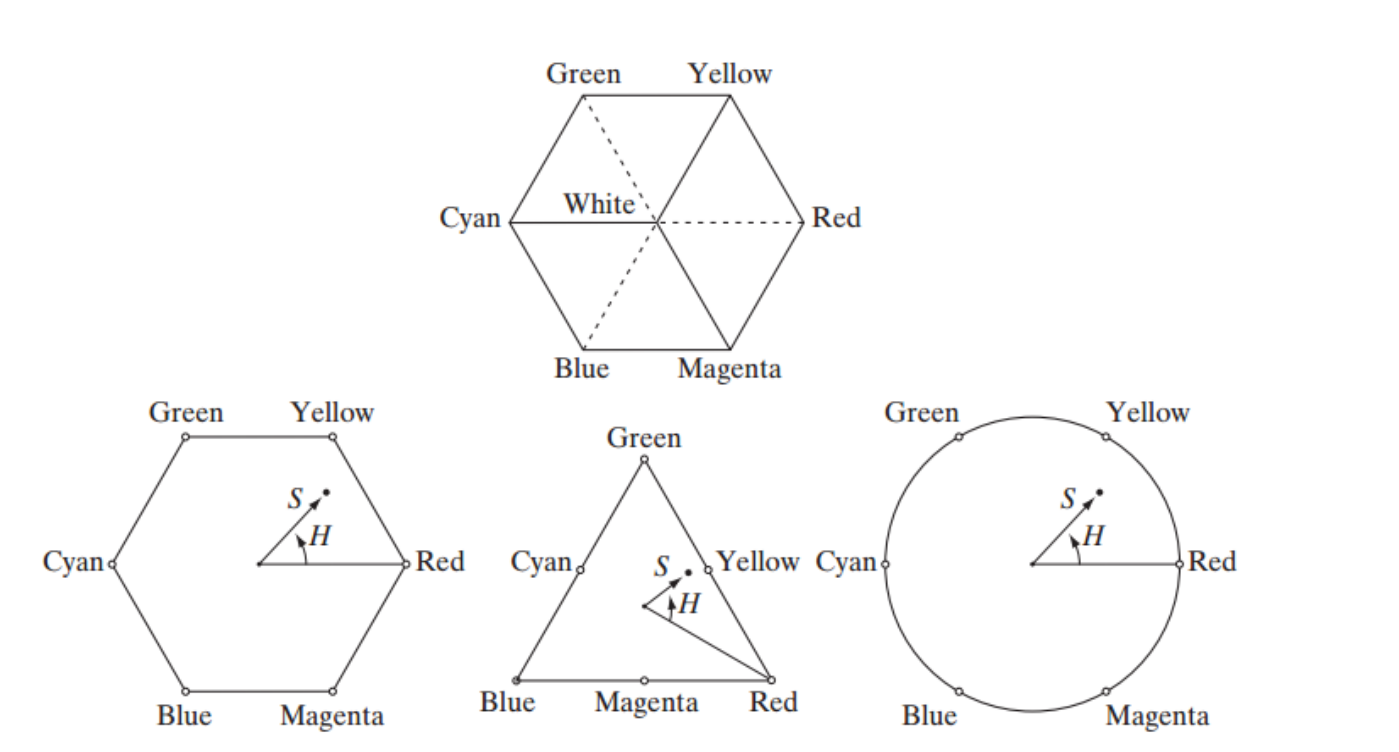 Green Yellow
White
Cyan Red
Blue Magenta
Green Yellow
S
H
Cyan Red
Blue Magenta
Green
Cyan S Yellow
H
Blue Magenta Red
Green Yellow
S
H
Cyan Red
Blue Magenta